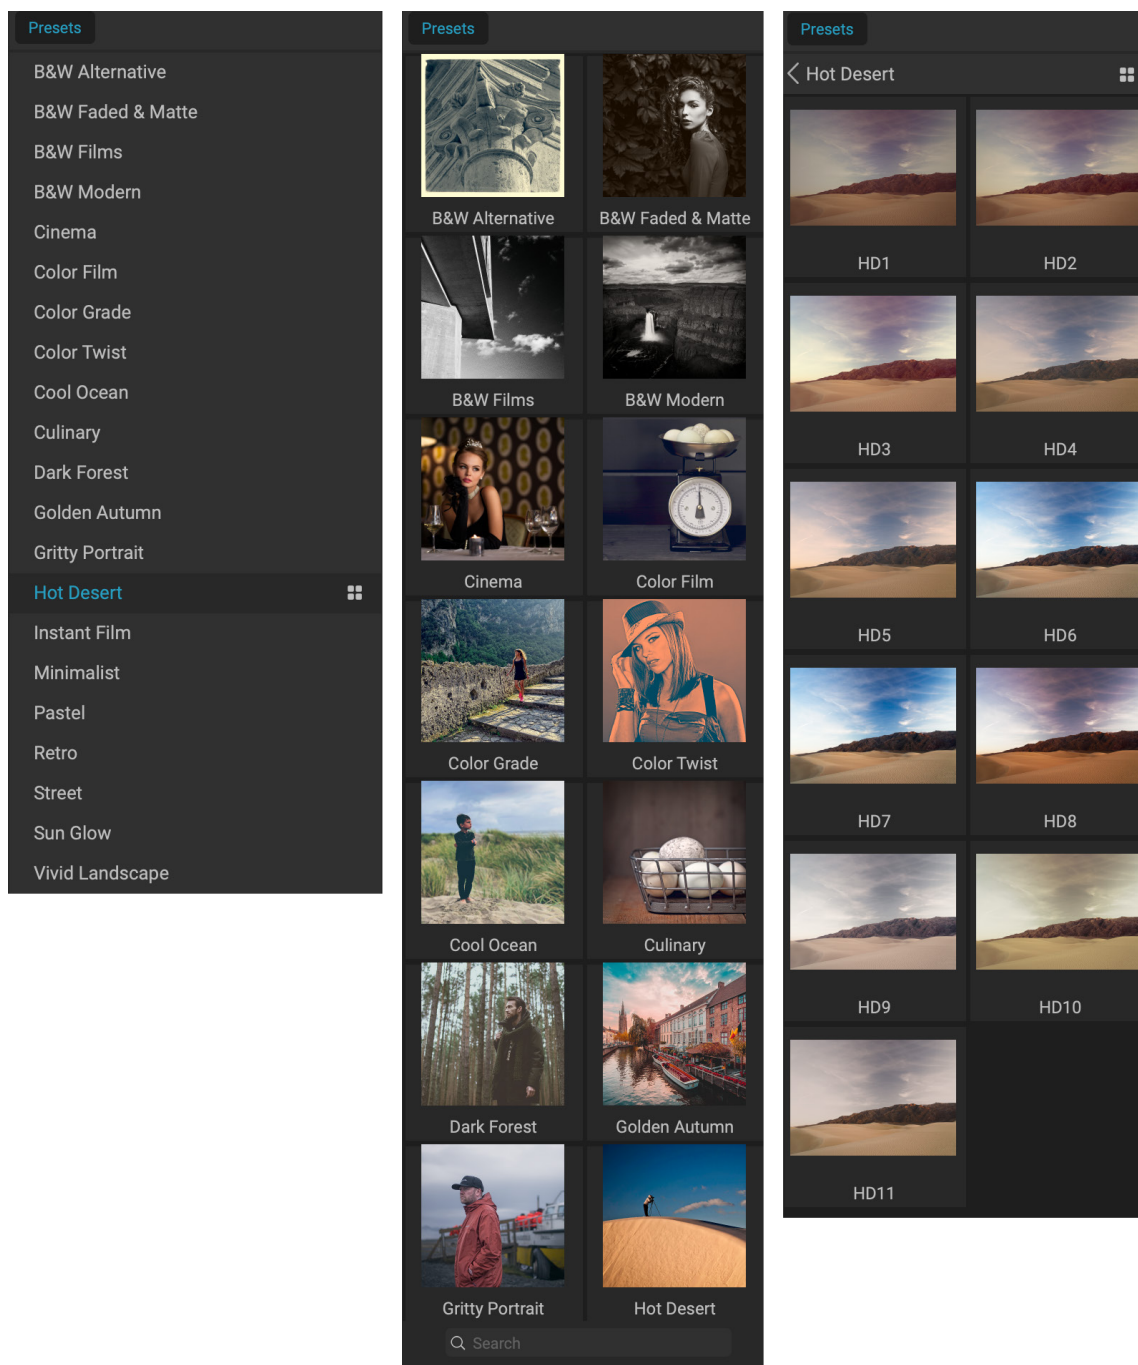 Presets
B&W Alternative
B&W Faded & Matte
B&W Films
B&W Modern
Cinema
Color Film
Color Grade
Color Twist
Cool Ocean
Culinary
Dark Forest
Golden Autumn
Gritty Portrait
Hot Desert
Instant Film
Minimalist
Pastel
Retro
Street
Sun Glow
Vivid Landscape
Presets
B&W Alternative
B&W Faded & Matte
B&W Films
B&W Modern
Cinema
Color Film
Color Grade
Color Twist
Cool Ocean
Culinary
Dark Forest
Golden Autumn
Gritty Portrait
Hot Desert
Search
Presets
Hot Desert
HD1
HD2
HD3
HD4
HD5
HD6
HD7
HD8
HD9
HD10
HD11